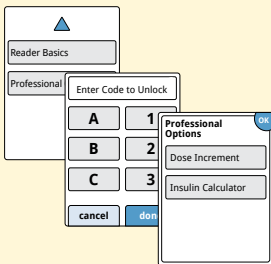 Reader Basics
Professional
Enter Code to Unlock
A 1
B 2
C 3
cancel don
Professional OK
Options
Dose Increment
Insulin Calculator